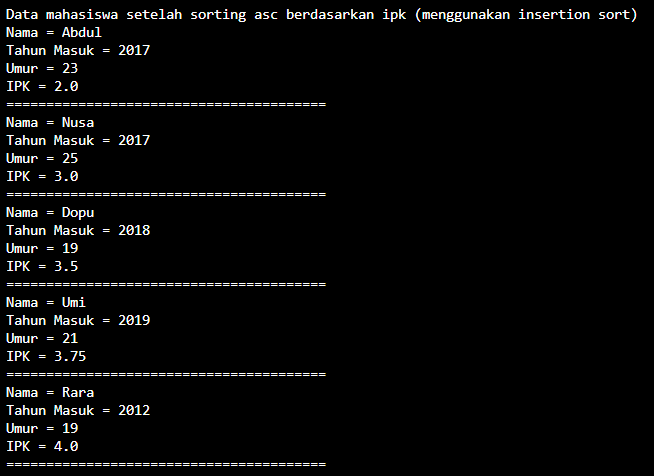 Data mahasiswa setelah sorting asc berdasarkan ipk (menggunakan insertion sort)
Nama = Abdul
Tahun Masuk = 2017
Umur = 23
IPK = 2.0
========================================
Nama = Nusa
Tahun Masuk = 2017
Umur = 25
IPK = 3.0
========================================
Nama = Dopu
Tahun Masuk = 2018
Umur = 19
IPK = 3.5
========================================
Nama = Umi
Tahun Masuk = 2019
Umur = 21
IPK = 3.75
========================================
Nama = Rara
Tahun Masuk = 2012
Umur = 19
IPK = 4.0
========================================